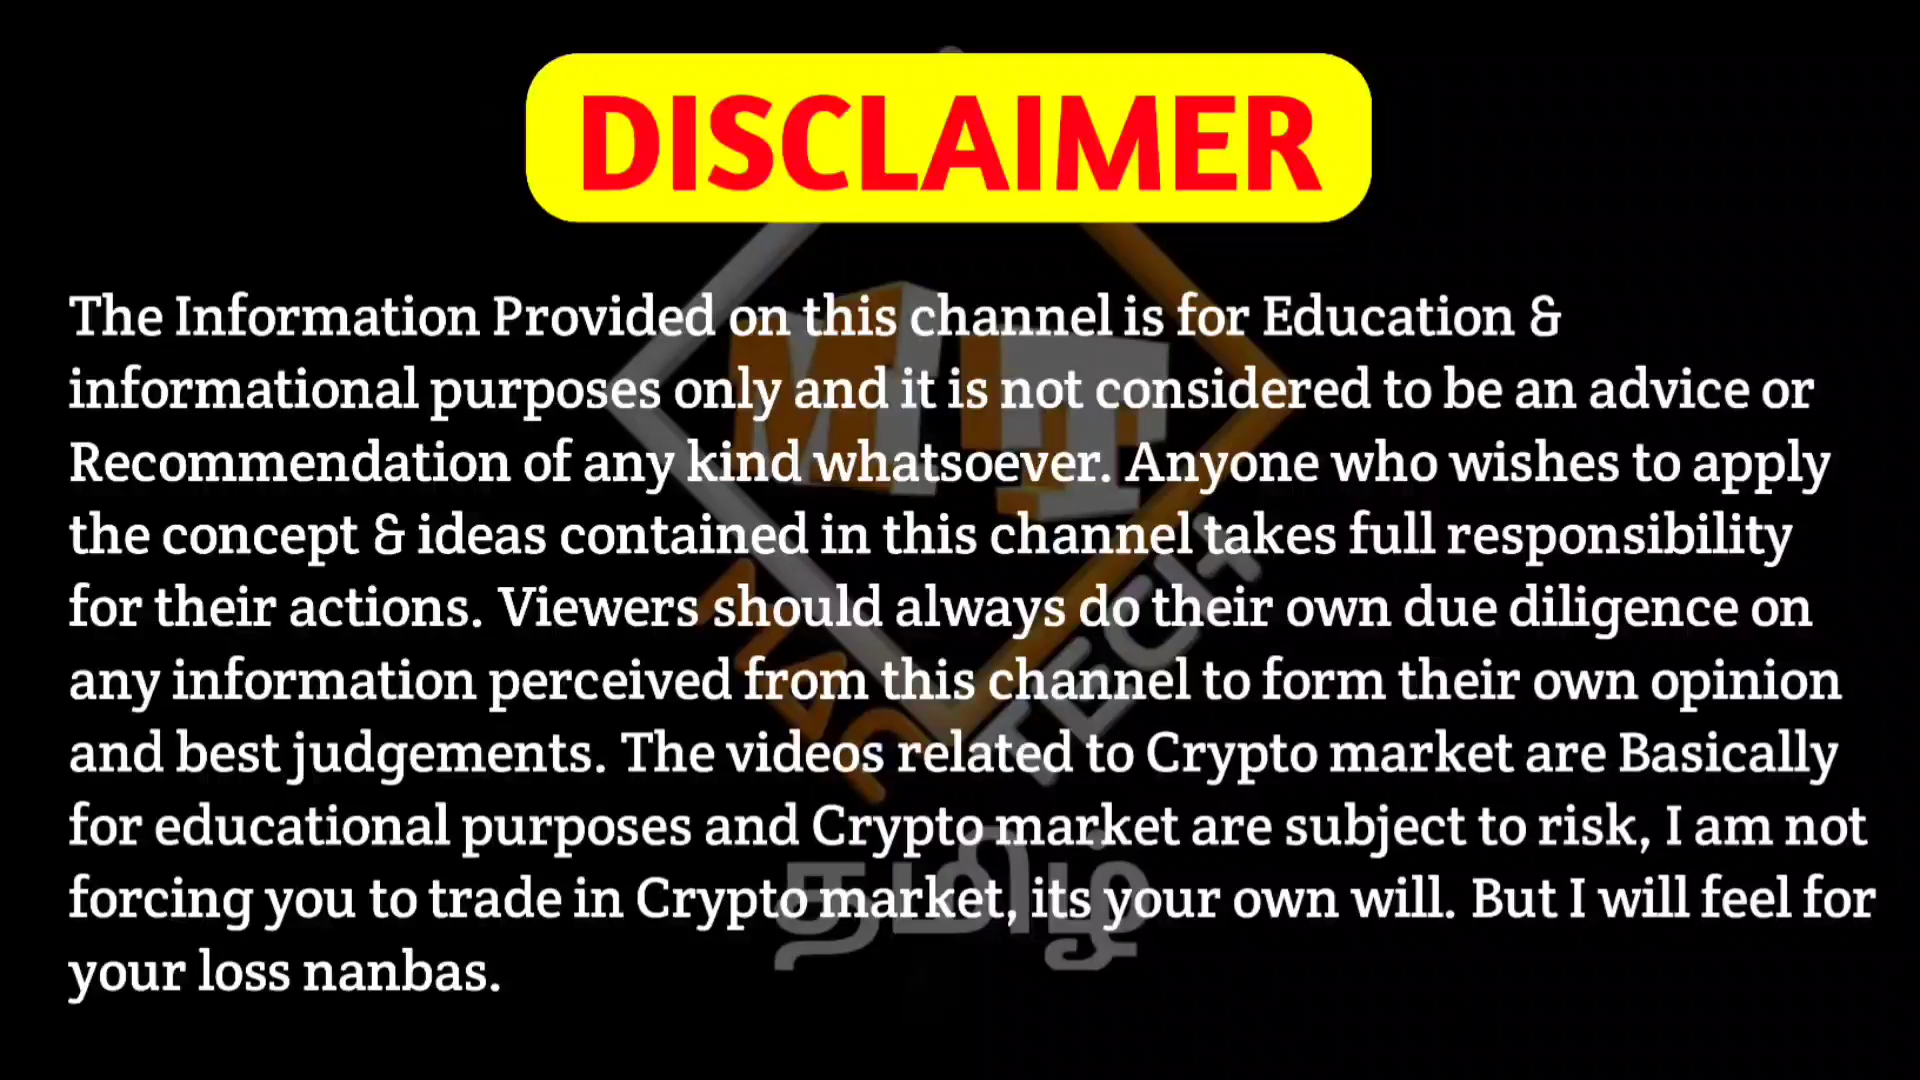 DISCLAIMER
The Information Provided on this channel is for Education &
informational purposes only and it is not considered to be an advice or
Recommendation of any kind whatsoever. Anyone who wishes to apply
the concept & ideas contained in this channel takes full responsibility
for their actions. Viewers should always do their own due diligence on
any information perceived from this channel to form their own opinion
and best judgements. The videos related to Crypto market are Basically
for educational purposes and Crypto market are subject to risk, I am not
forcing you to trade in Crypto market, its your own will. But I will feel for
your loss nanbas.
MT
TECH
தமிழ்